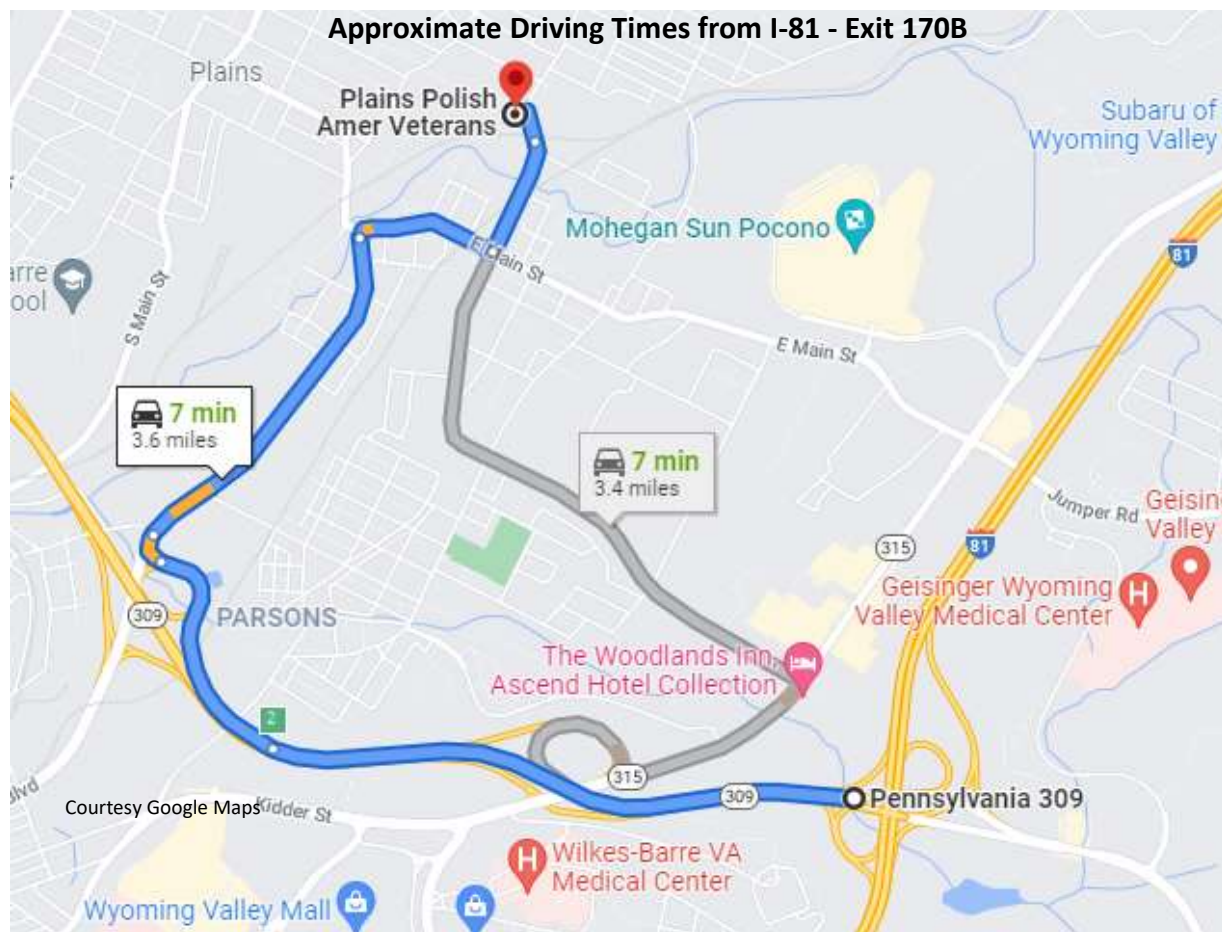 Approximate Driving Times from I-81 - Exit 170B
Plains
Plains Polish
Amer Veterans
Subaru of
Wyoming Valley
Mohegan Sun Pocono
81
E Main St
arre
ool
S Main St
E Main St
7 min
3.6 miles
7 min
3.4 miles
Jumper Rd
Geisin
Valley
315
81
Geisinger Wyoming
Valley Medical Center
309
PARSONS
The Woodlands Inn,
Ascend Hotel Collection
2
315
309
Pennsylvania 309
Blvd
Courtesy Google Maps
Kidder St
Wilkes-Barre VA
Medical Center
Wyoming Valley Mall